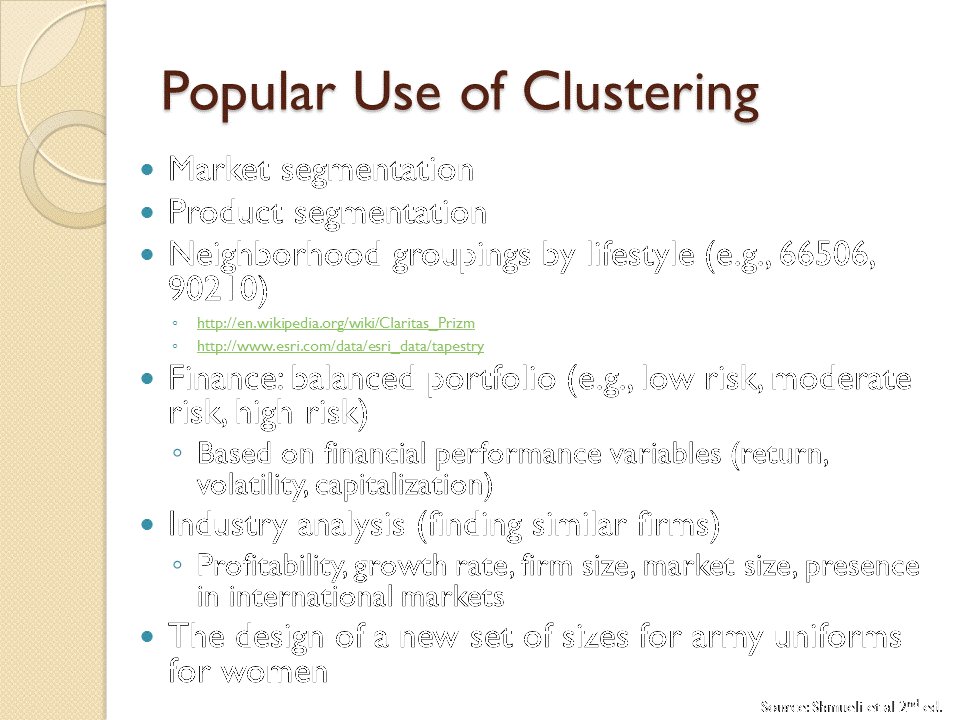 Popular Use of Clustering
• Market segmentation
• Product segmentation
• Neighborhood groupings by lifestyle (e.g., 66506,
90210)
◦ http://en.wikipedia.org/wiki/Claritas_Prizm
◦ http://www.esri.com/data/esri_data/tapestry
• Finance: balanced portfolio (e.g., low risk, moderate
risk, high risk)
◦ Based on financial performance variables (return,
volatility, capitalization)
• Industry analysis (finding similar firms)
◦ Profitability, growth rate, firm size, market size, presence
in international markets
• The design of a new set of sizes for army uniforms
for women
Source: Shmueli et al 2nd ed.